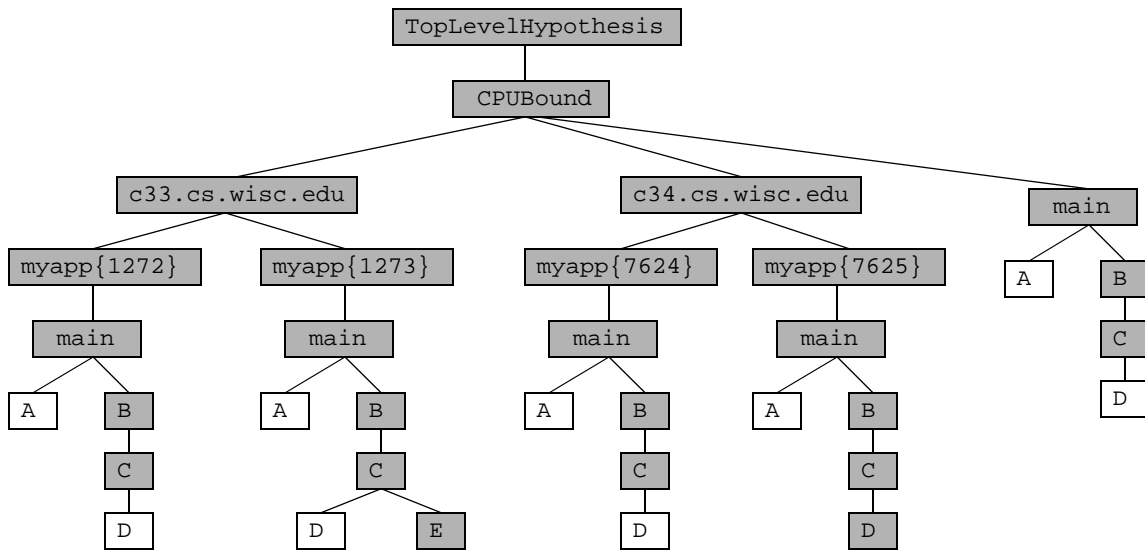 TopLevelHypothesis
CPUBound
c33.cs.wisc.edu
c34.cs.wisc.edu
main
myapp{1272}
myapp{1273}
myapp{7624}
myapp{7625}
A
B
main
main
main
main
C
A
B
A
B
A
B
A
B
D
C
C
C
C
D
D
E
D
D